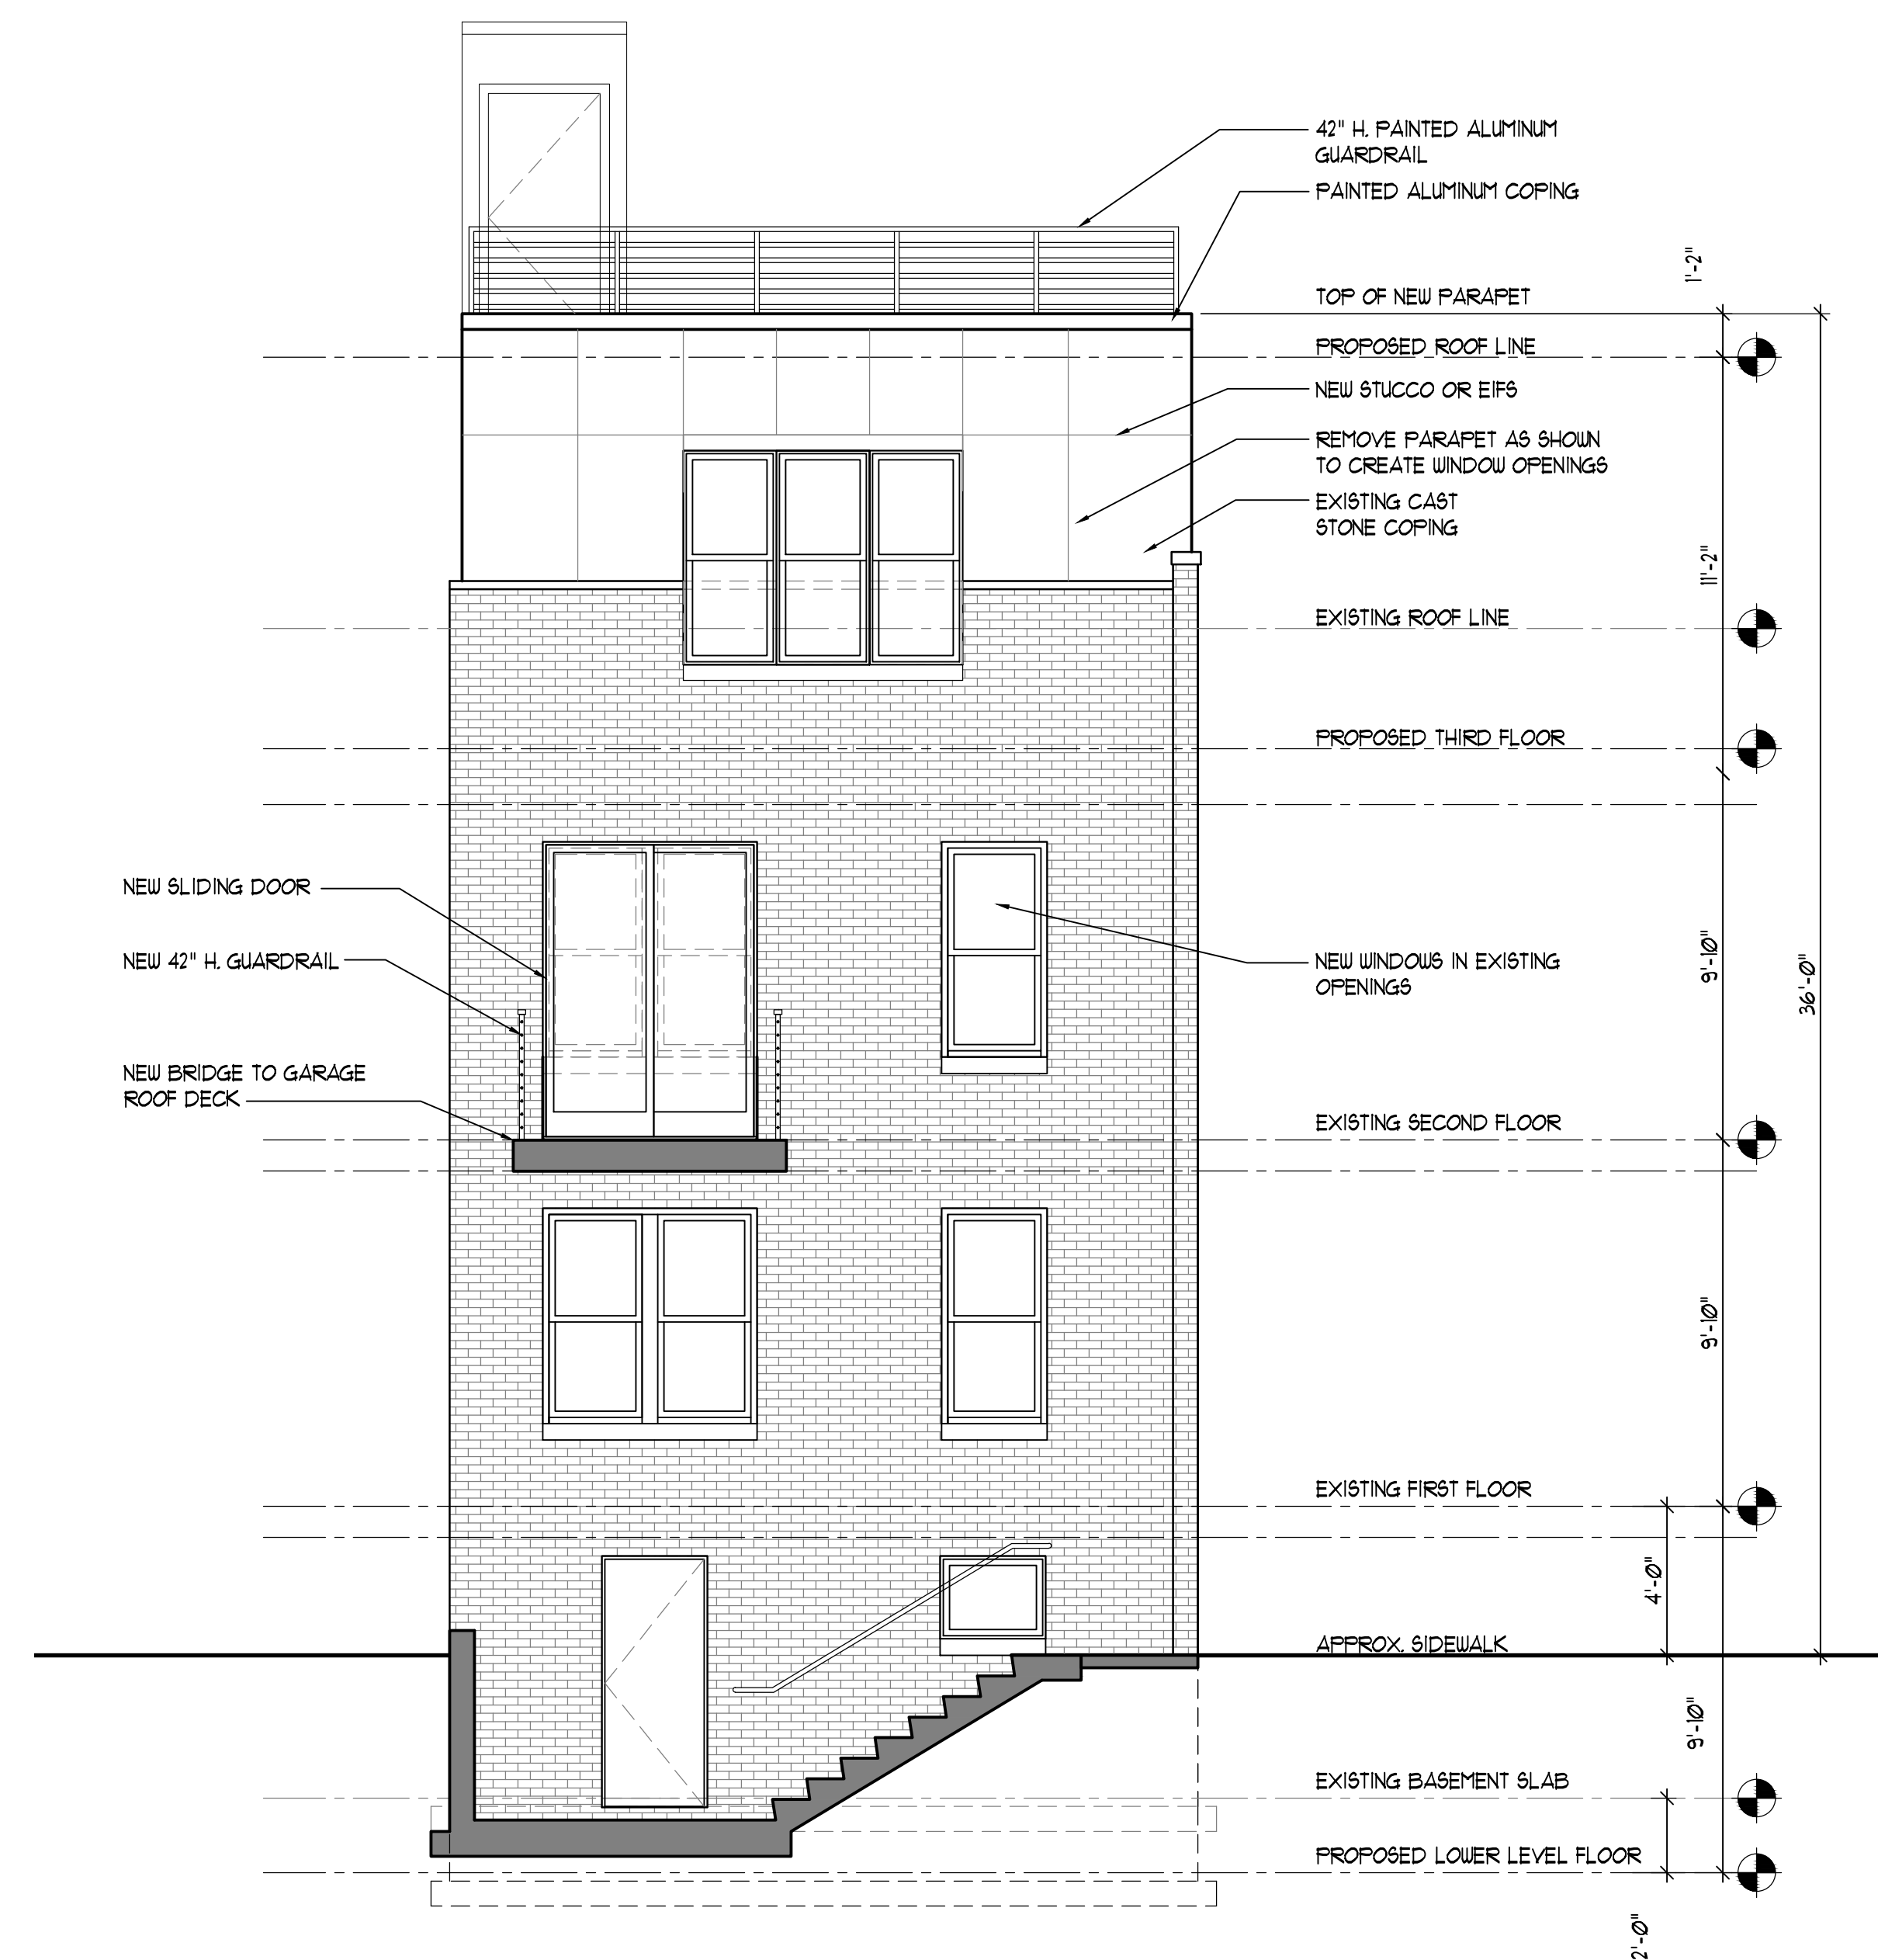 42" H. PAINTED ALUMINUM
GUARDRAIL
PAINTED ALUMINUM COPING
1'-2"
TOP OF NEW PARAPET
PROPOSED ROOF LINE
NEW STUCCO OR EIFS
REMOVE PARAPET AS SHOWN
TO CREATE WINDOW OPENINGS
EXISTING CAST
STONE COPING
11'-2"
EXISTING ROOF LINE
PROPOSED THIRD FLOOR
NEW SLIDING DOOR
NEW 42" H. GUARDRAIL
NEW WINDOWS IN EXISTING
OPENINGS
9'-10"
36'-0"
NEW BRIDGE TO GARAGE
ROOF DECK
EXISTING SECOND FLOOR
9'-10"
EXISTING FIRST FLOOR
4'-0"
APPROX. SIDEWALK
9'-10"
EXISTING BASEMENT SLAB
PROPOSED LOWER LEVEL FLOOR
2'-0"